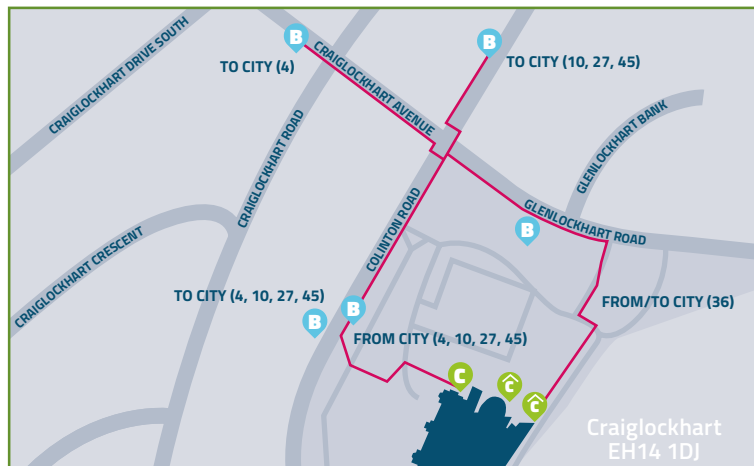 B
B
TO CITY (4)
TO CITY (10, 27, 45)
CRAIGLOCKHART DRIVE SOUTH
CRAIGLOCKHART AVENUE
CRAIGLOCKHART ROAD
GLENLOCKHART BANK
COLINTON ROAD
GLENLOCKHART ROAD
B
CRAIGLOCKHART CRESCENT
TO CITY (4, 10, 27, 45)
FROM/TO CITY (36)
B
B
FROM CITY (4, 10, 27, 45)
C
C
C
Craiglockhart
EH14 1DJ